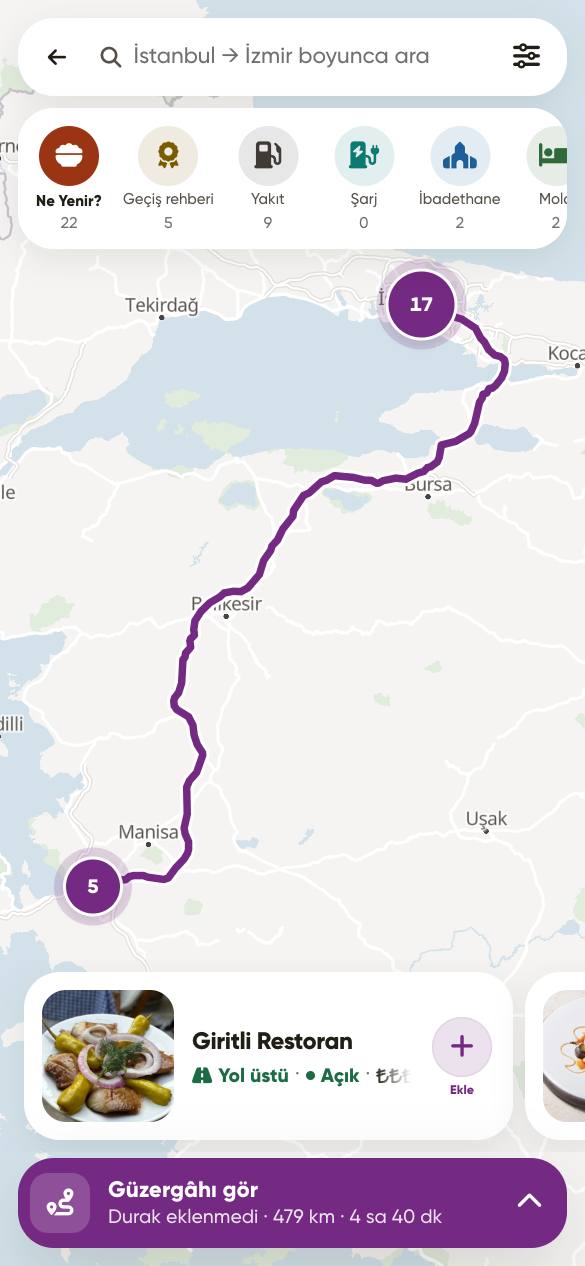 İstanbul → İzmir boyunca ara
Ne Yenir?
22
Geçiş rehberi
5
Yakıt
9
Şarj
0
İbadethane
2
2
17
Tekirdağ
Bursa
Manisa
Uşak
5
Giritli Restoran
Yol üstü · • Açık · ₺₺
Ekle
Güzergâhı gör
Durak eklenmedi · 479 km · 4 sa 40 dk